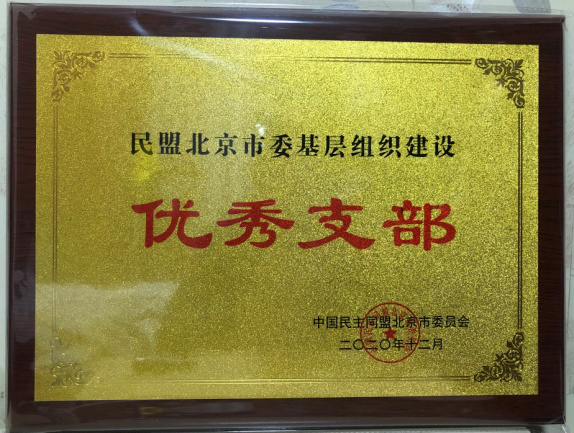 民盟北京市委基层组织建设
优秀支部
中国民主同盟北京市委员会
二〇二〇年十二月